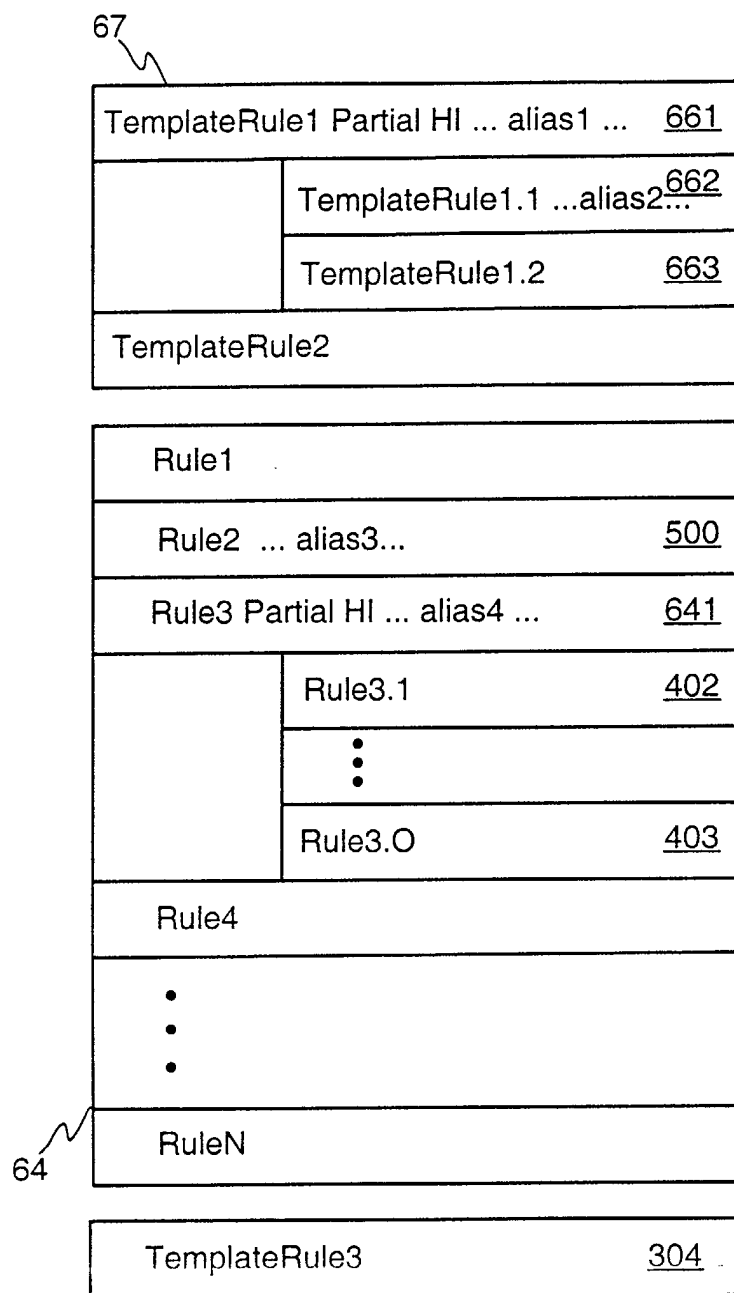 67
TemplateRule1 Partial HI ... alias1 ... 661
TemplateRule1.1 ...alias2... 662
TemplateRule1.2 663
TemplateRule2
Rule1
Rule2 ... alias3... 500
Rule3 Partial HI ... alias4 ... 641
Rule3.1 402
Rule3.O 403
Rule4
RuleN
64
TemplateRule3 304